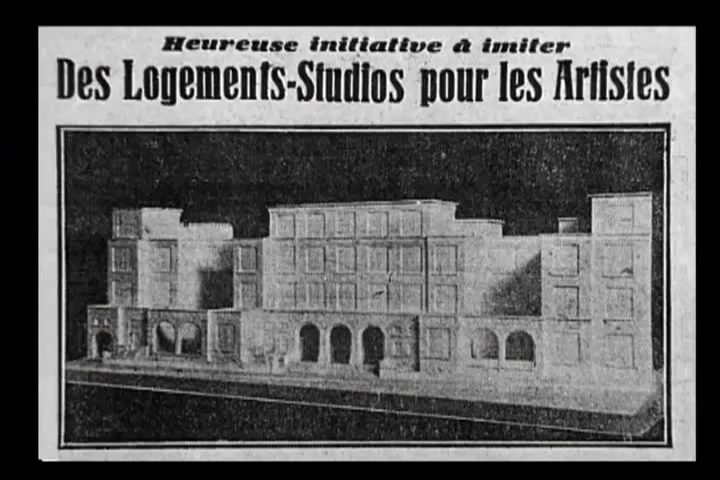 Heureuse initiative à imiter
Des Logements-Studios pour les Artistes